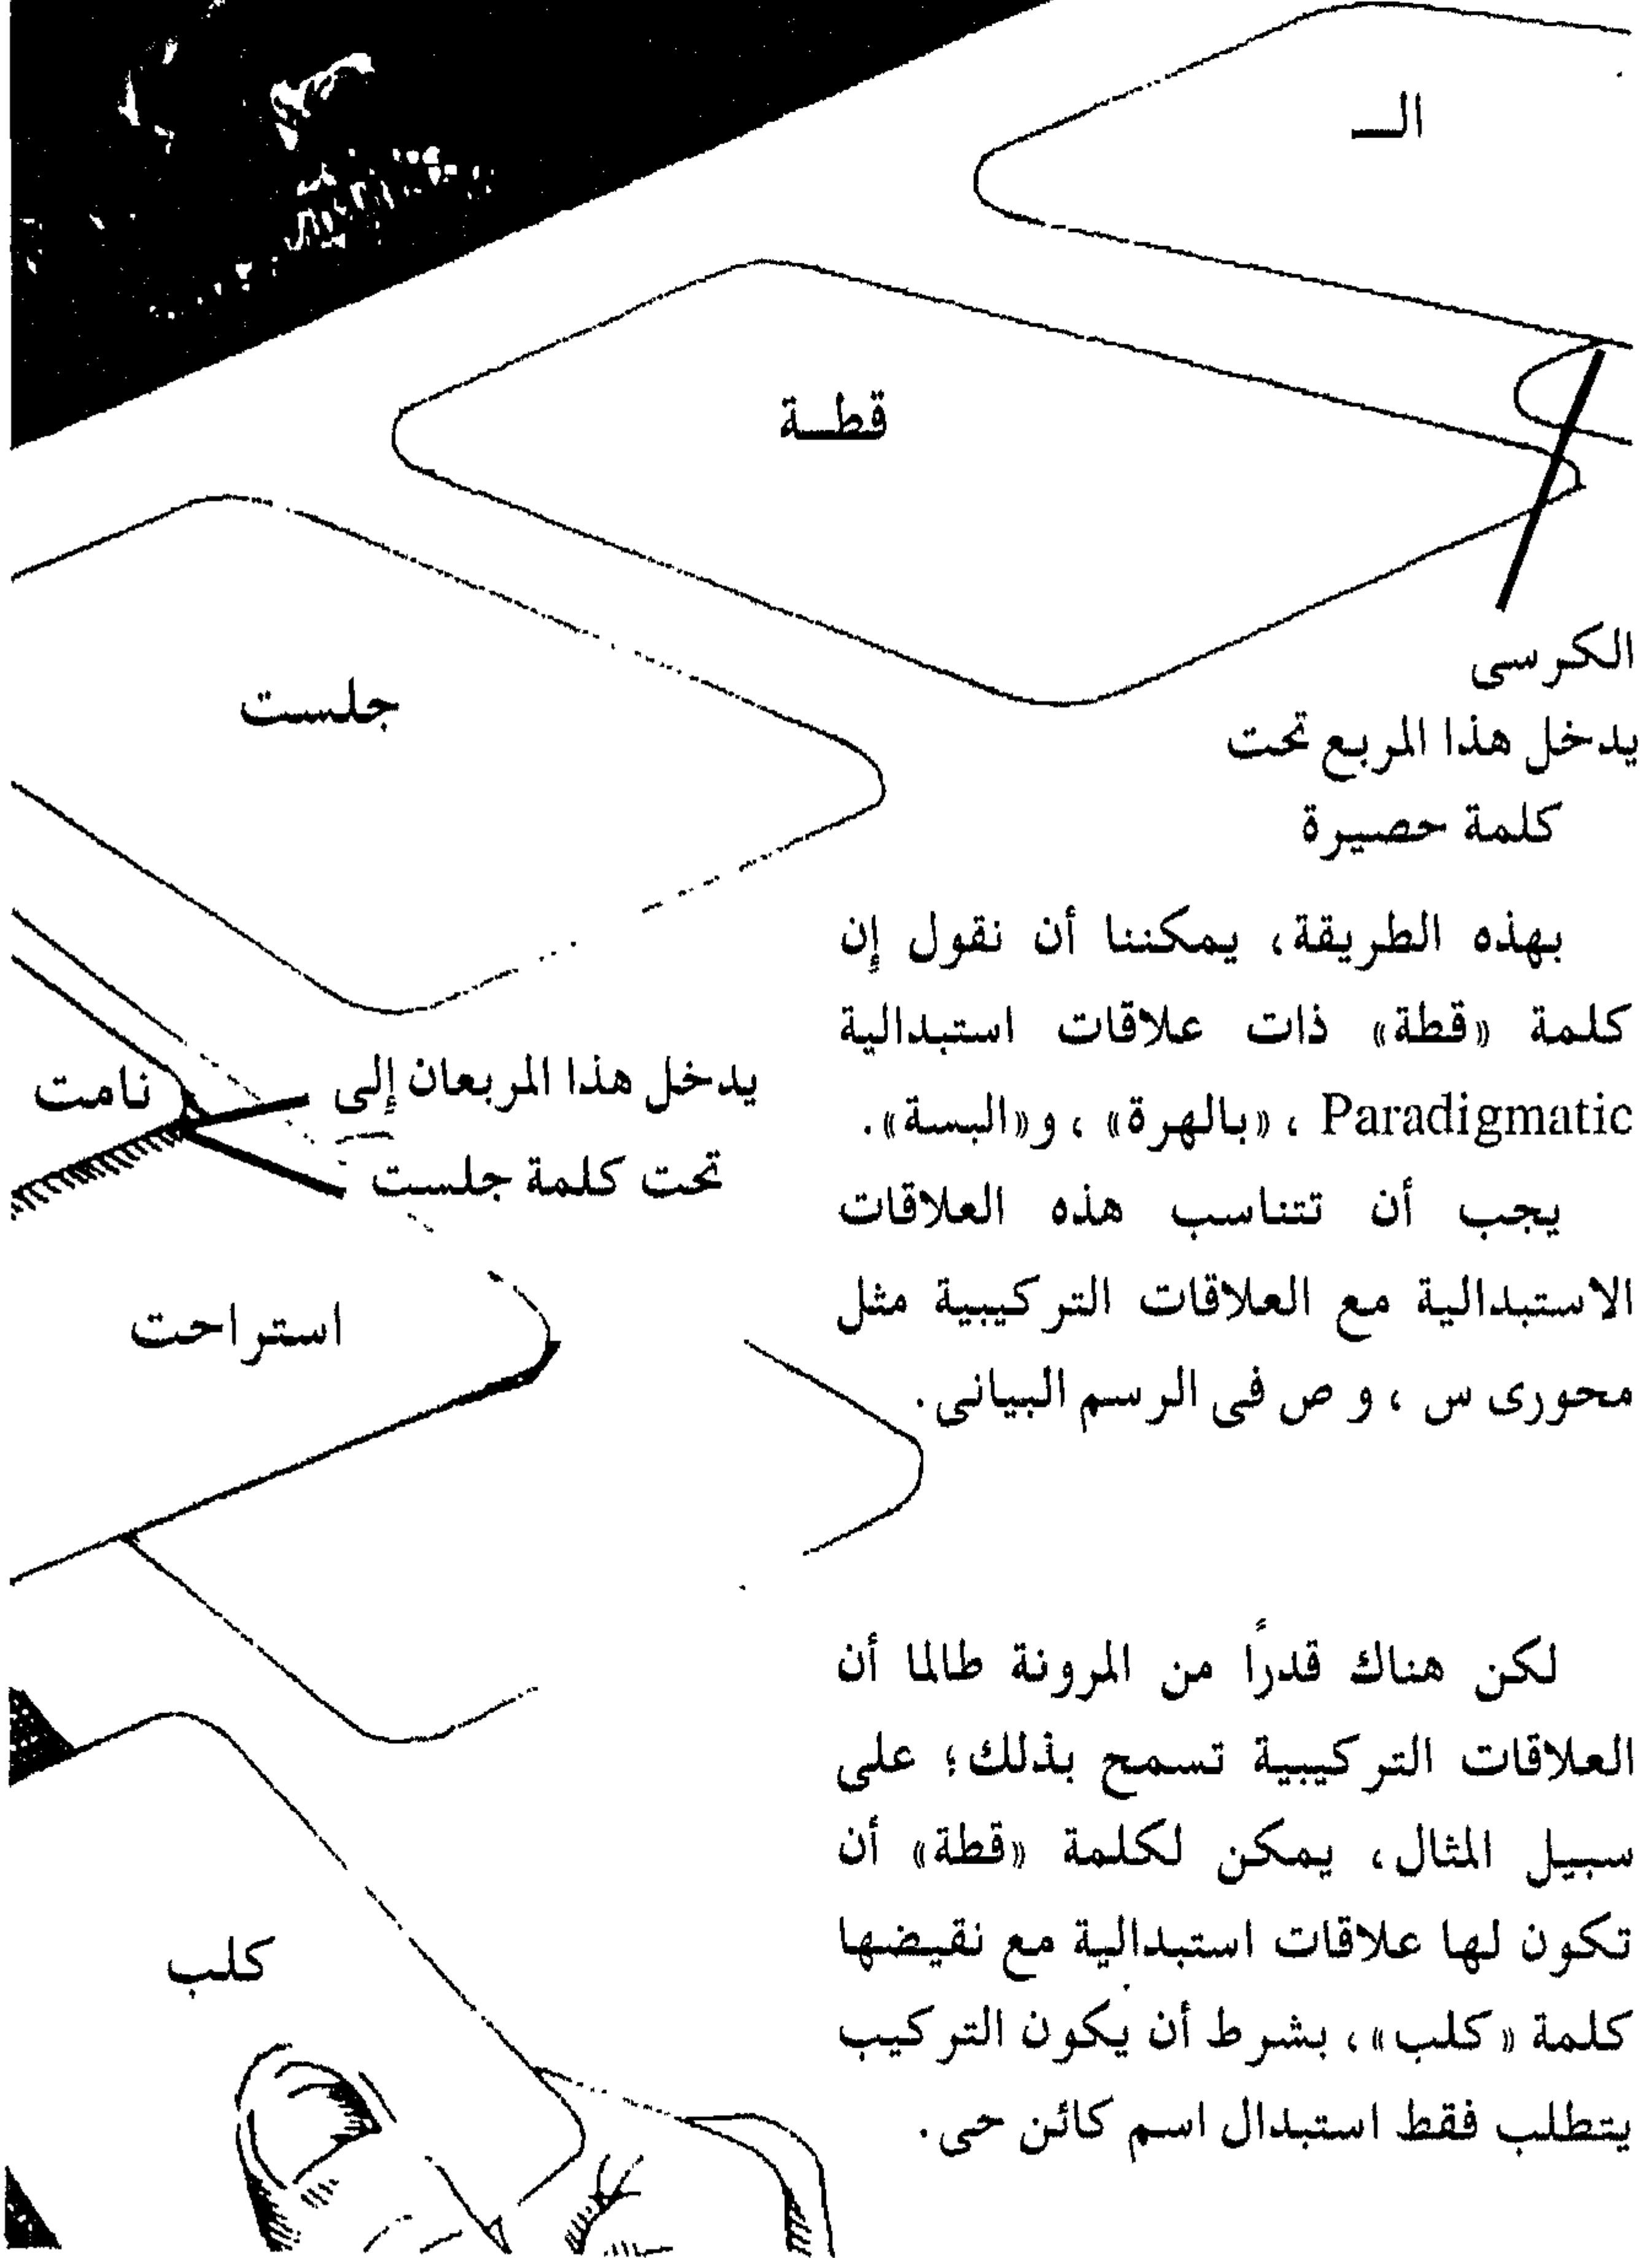 الـ
قطـة
جلست
الكرسى
يدخل هذا المربع تحت
كلمة حصيرة
بهذه الطريقة، يمكننا أن نقول إن
كلمة «قطة» ذات علاقات استبدالية
Paradigmatic ، «بالهرة» ، و«البسة».
يجب أن تتناسب هذه العلاقات
الاستبدالية مع العلاقات التركيبية مثل
محورى س ، و ص فى الرسم البيانى.
نامت
يدخل هذا المربعان إلى
تحت كلمة جلست
استراحت
لكن هناك قدرًا من المرونة طالما أن
العلاقات التركيبية تسمح بذلك؛ على
سبيل المثال، يمكن لكلمة «قطة» أن
تكون لها علاقات استبدالية مع نقيضها
كلمة «كلب»، بشرط أن يكون التركيب
يتطلب فقط استبدال اسم كائن حى.
كلب